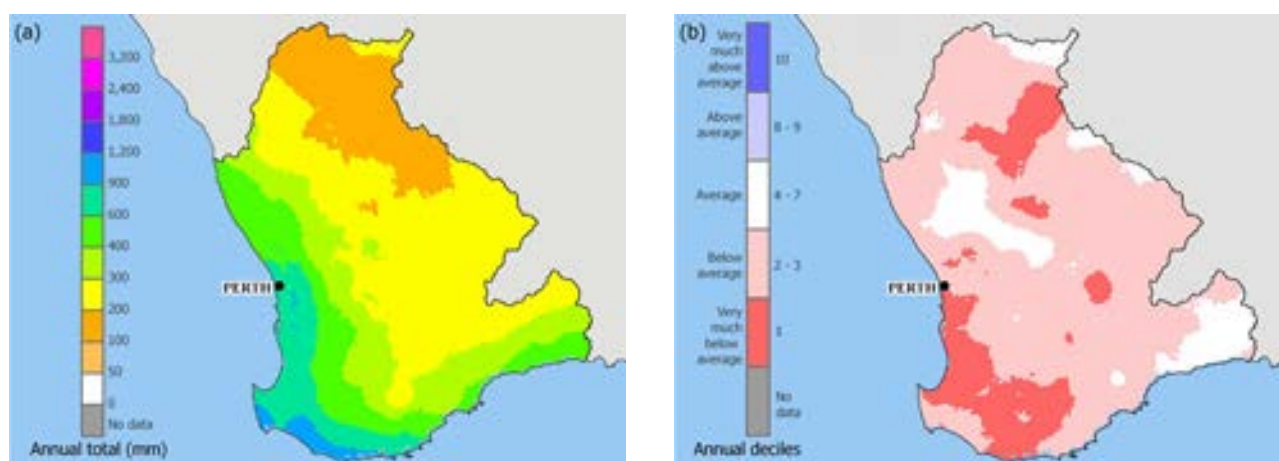 (a)
3,200
2,400
1,800
1,200
900
600
400
300
200
100
50
0
No data
Annual total (mm)
PERTH
(b)
Very
much
above
average
10
Above
average
8 - 9
Average
4 - 7
Below
average
2 - 3
Very
much
below
average
1
No
data
Annual deciles
PERTH